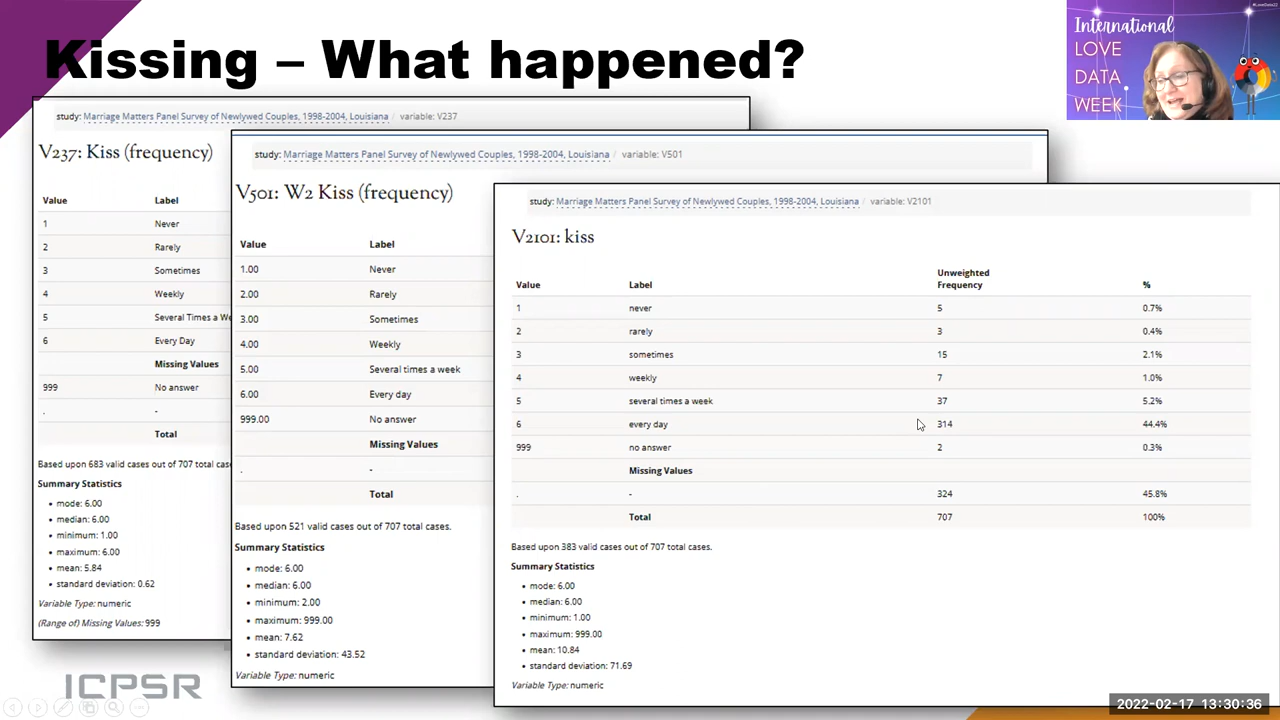 Kissing – What happened?
International
LOVE
DATA
WEEK
study: Marriage Matters Panel Survey of Newlywed Couples, 1998-2004, Louisiana / variable: V237
V237: Kiss (frequency)
Value Label
1 Never
2 Rarely
3 Sometimes
4 Weekly
5 Several Times a We
6 Every Day
Missing Values
999 No answer
. -
Total
Based upon 683 valid cases out of 707 total cas
Summary Statistics
• mode: 6.00
• median: 6.00
• minimum: 1.00
• maximum: 6.00
• mean: 5.84
• standard deviation: 0.62
Variable Type: numeric
(Range of) Missing Values: 999
study: Marriage Matters Panel Survey of Newlywed Couples, 1998-2004, Louisiana / variable: V501
V501: W2 Kiss (frequency)
Value Label
1.00 Never
2.00 Rarely
3.00 Sometimes
4.00 Weekly
5.00 Several times a week
6.00 Every day
999.00 No answer
Missing Values
. -
Total
Based upon 521 valid cases out of 707 total cases.
Summary Statistics
• mode: 6.00
• median: 6.00
• minimum: 2.00
• maximum: 999.00
• mean: 7.62
• standard deviation: 43.52
Variable Type: numeric
study: Marriage Matters Panel Survey of Newlywed Couples, 1998-2004, Louisiana / variable: V2101
V2101: kiss
Value Label Unweighted Frequency %
1 never 5 0.7%
2 rarely 3 0.4%
3 sometimes 15 2.1%
4 weekly 7 1.0%
5 several times a week 37 5.2%
6 every day 314 44.4%
999 no answer 2 0.3%
Missing Values
. - 324 45.8%
Total 707 100%
Based upon 383 valid cases out of 707 total cases.
Summary Statistics
• mode: 6.00
• median: 6.00
• minimum: 1.00
• maximum: 999.00
• mean: 10.84
• standard deviation: 71.69
Variable Type: numeric
ICPSR
2022-02-17 13:30:36